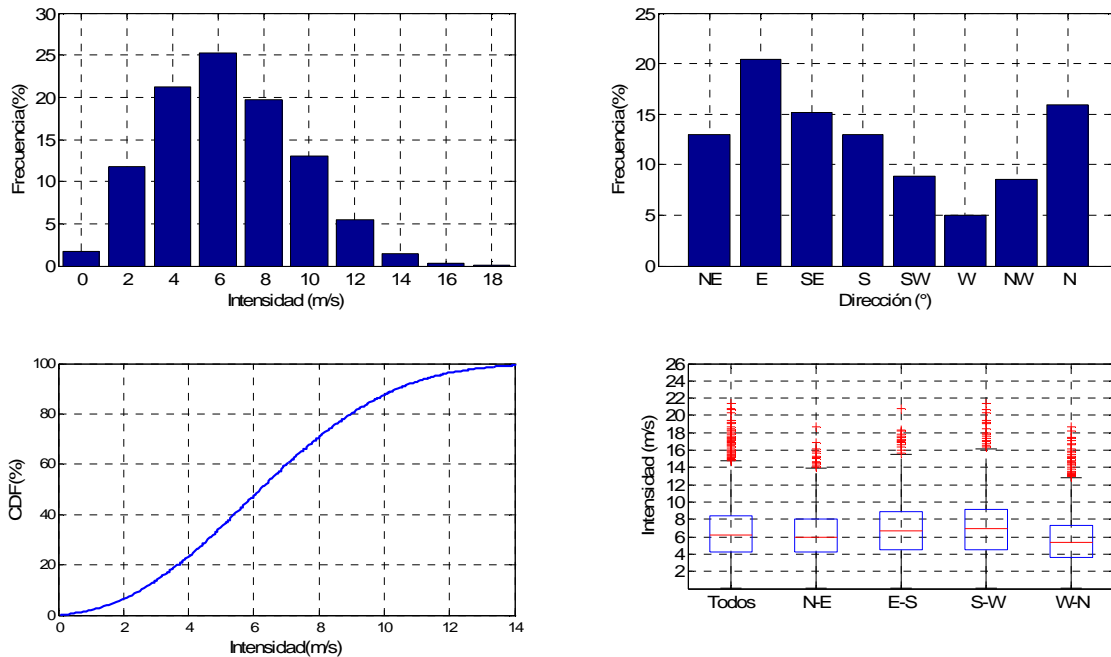 30
25
20
15
10
5
0
Frecuencia(%)
0 2 4 6 8 10 12 14 16 18
Intensidad (m/s)
25
20
15
10
5
0
Frecuencia(%)
NE E SE S SW W NW N
Dirección (º)
100
80
60
40
20
0
CDF(%)
0 2 4 6 8 10 12 14
Intensidad(m/s)
26
24
22
20
18
16
14
12
10
8
6
4
2
Intensidad (m/s)
Todos N-E E-S S-W W-N